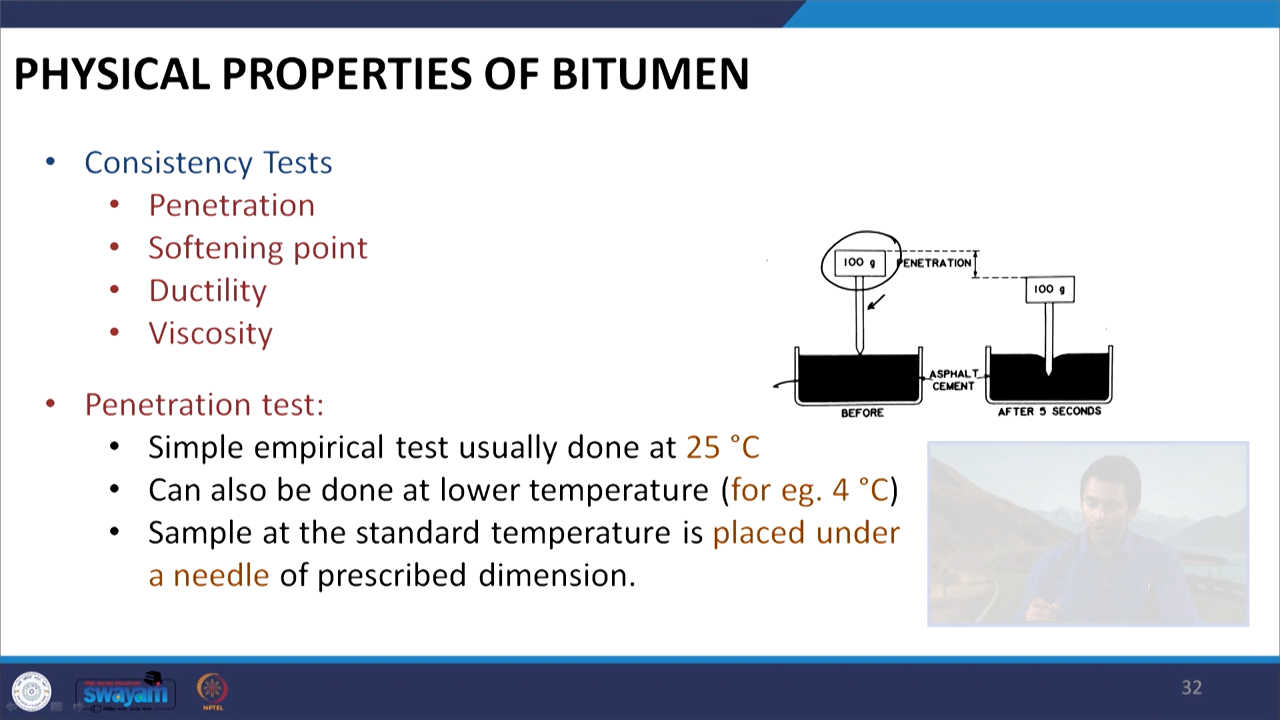 PHYSICAL PROPERTIES OF BITUMEN
• Consistency Tests
• Penetration
• Softening point
• Ductility
• Viscosity
• Penetration test:
• Simple empirical test usually done at 25 °C
• Can also be done at lower temperature (for eg. 4 °C)
• Sample at the standard temperature is placed under
a needle of prescribed dimension.
100 g
PENETRATION
100 g
ASPHALT
CEMENT
BEFORE
AFTER 5 SECONDS
swayam
NPTEL
32